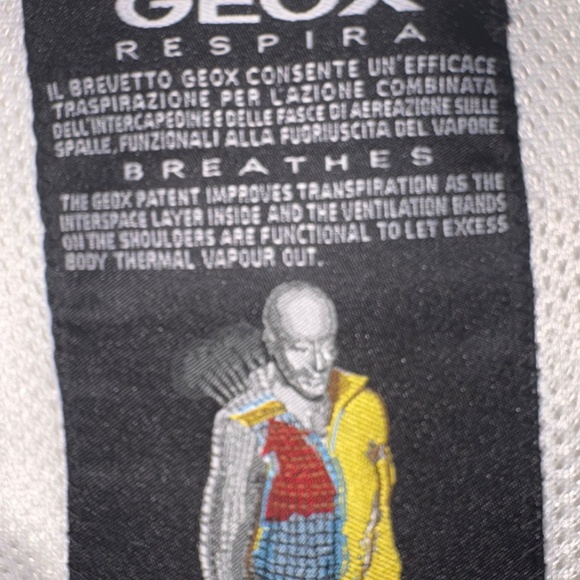 GEOX
RESPIRA
IL BREVETTO GEOX CONSENTE UN'EFFICACE
TRASPIRAZIONE PER L'AZIONE COMBINATA
DELL'INTERCAPEDINE E DELLE FASCE DI AEREAZIONE SULLE
SPALLE, FUNZIONALI ALLA FUORIUSCITA DEL VAPORE.
BREATHES
THE GEOX PATENT IMPROVES TRANSPIRATION AS THE
INTERSPACE LAYER INSIDE AND THE VENTILATION BANDS
ON THE SHOULDERS ARE FUNCTIONAL TO LET EXCESS
BODY THERMAL VAPOUR OUT.